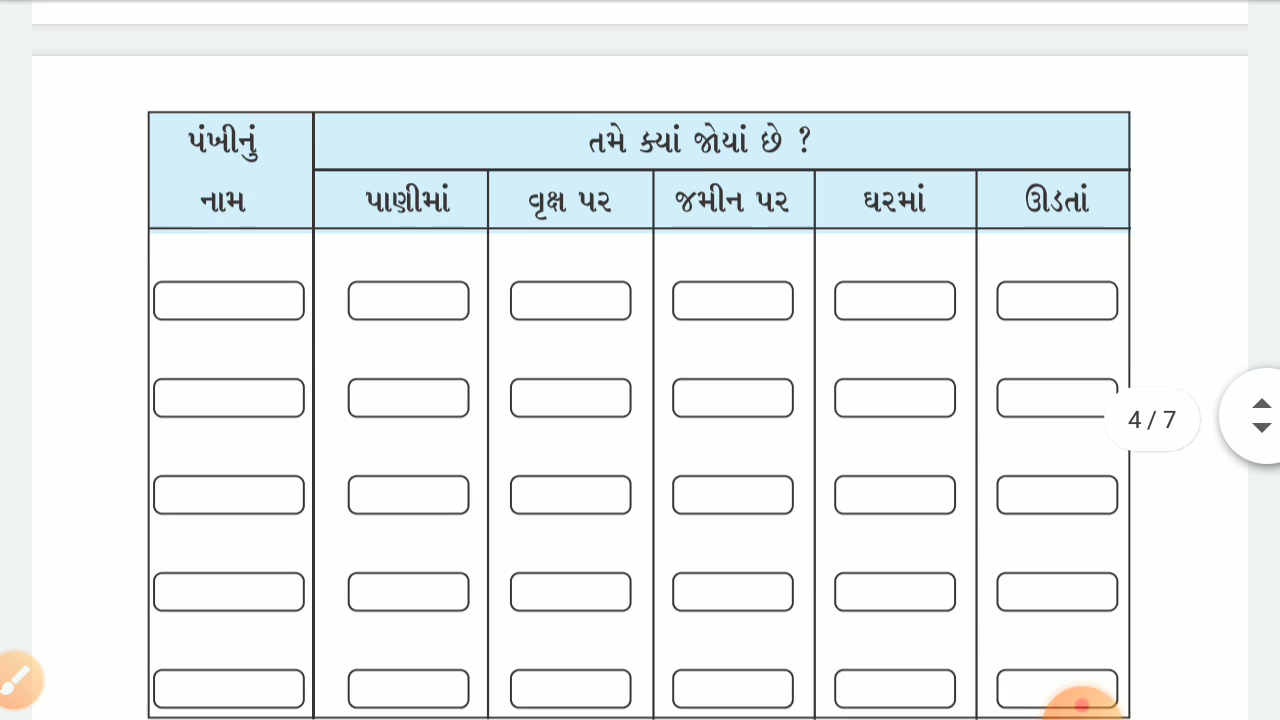 પંખીનું
નામ
તમે ક્યાં જોયાં છે ?
પાણીમાં વૃક્ષ પર જમીન પર ઘરમાં ઊડતાં
4 / 7